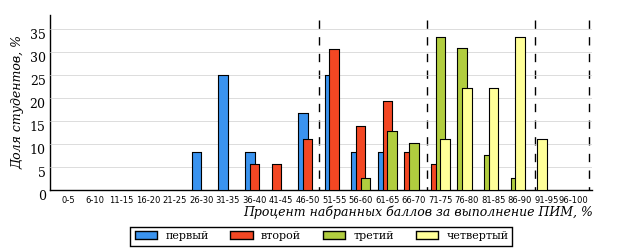 Доля студентов, %
35
30
25
20
15
10
5
0
0-5 6-10 11-15 16-20 21-25 26-30 31-35 36-40 41-45 46-50 51-55 56-60 61-65 66-70 71-75 76-80 81-85 86-90 91-95 96-100
Процент набранных баллов за выполнение ПИМ, %
первый второй третий четвертый